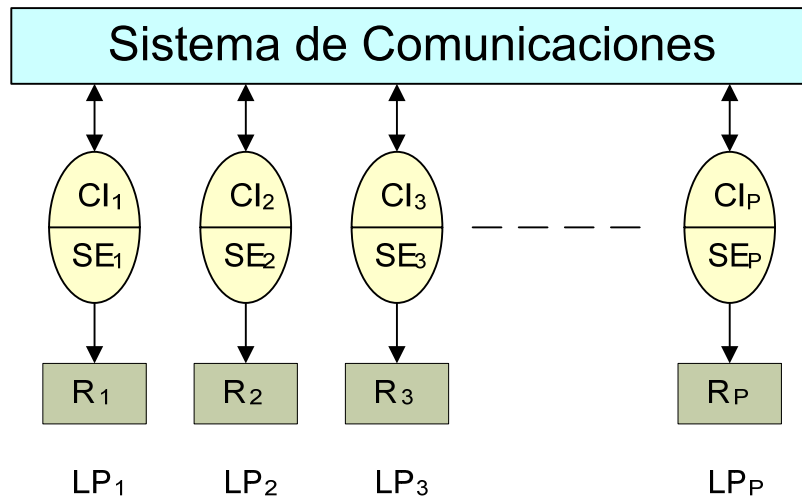 Sistema de Comunicaciones
CI1 CI2 CI3 CIP
SE1 SE2 SE3 SEP
R1 R2 R3 RP
LP1 LP2 LP3 LPP